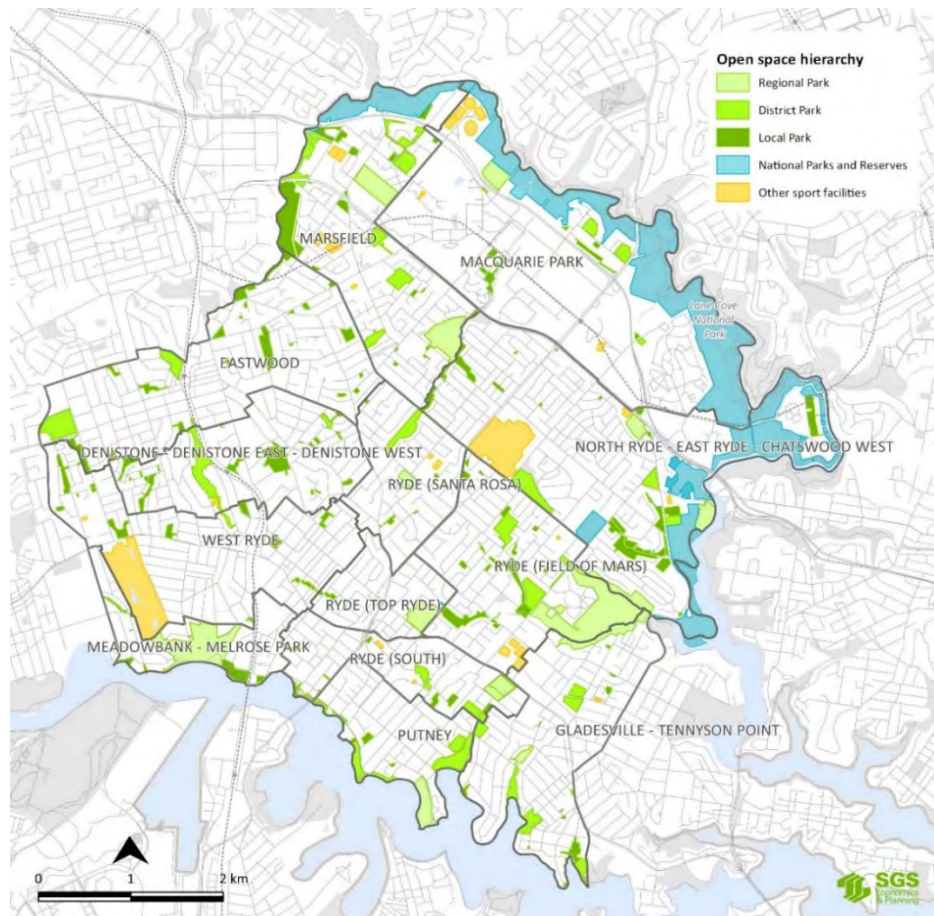 Open space hierarchy
Regional Park
District Park
Local Park
National Parks and Reserves
Other sport facilities
MARSFIELD
MACQUARIE PARK
Lane Cove
National
Park
EASTWOOD
NORTH RYDE - EAST RYDE - CHATSWOOD WEST
DENISTONE - DENISTONE EAST - DENISTONE WEST
RYDE (SANTA ROSA)
WEST RYDE
RYDE (FIELD OF MARS)
RYDE (TOP RYDE)
MEADOWBANK - MELROSE PARK
RYDE (SOUTH)
PUTNEY
GLADESVILLE - TENNYSON POINT
0 1 2 km
SGS
Economics
& Planning